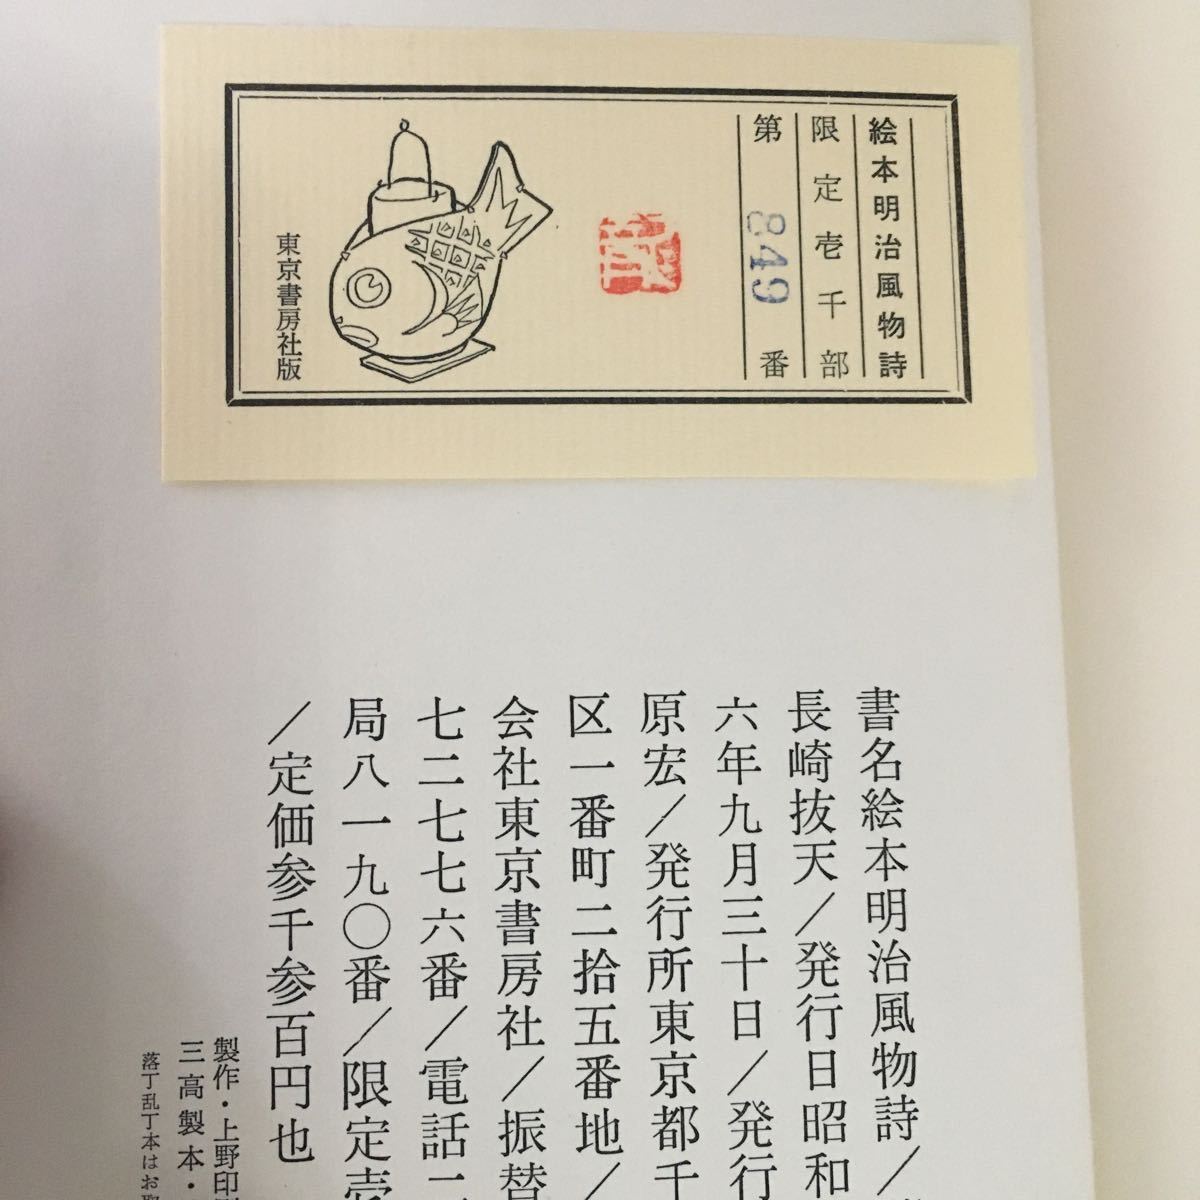 絵本明治風物詩
限定壱千部
第849番
東京書房社版
書名絵本明治風物詩／
長崎抜天／発行日昭和
六年九月三十日／発行
原宏／発行所東京都千
区一番町二拾五番地／
会社東京書房社／振替
七二七七六番／電話二
局八一九〇番／限定壱
／定価参千参百円也
製作・上野印
三高製本・
落丁乱丁本はお取